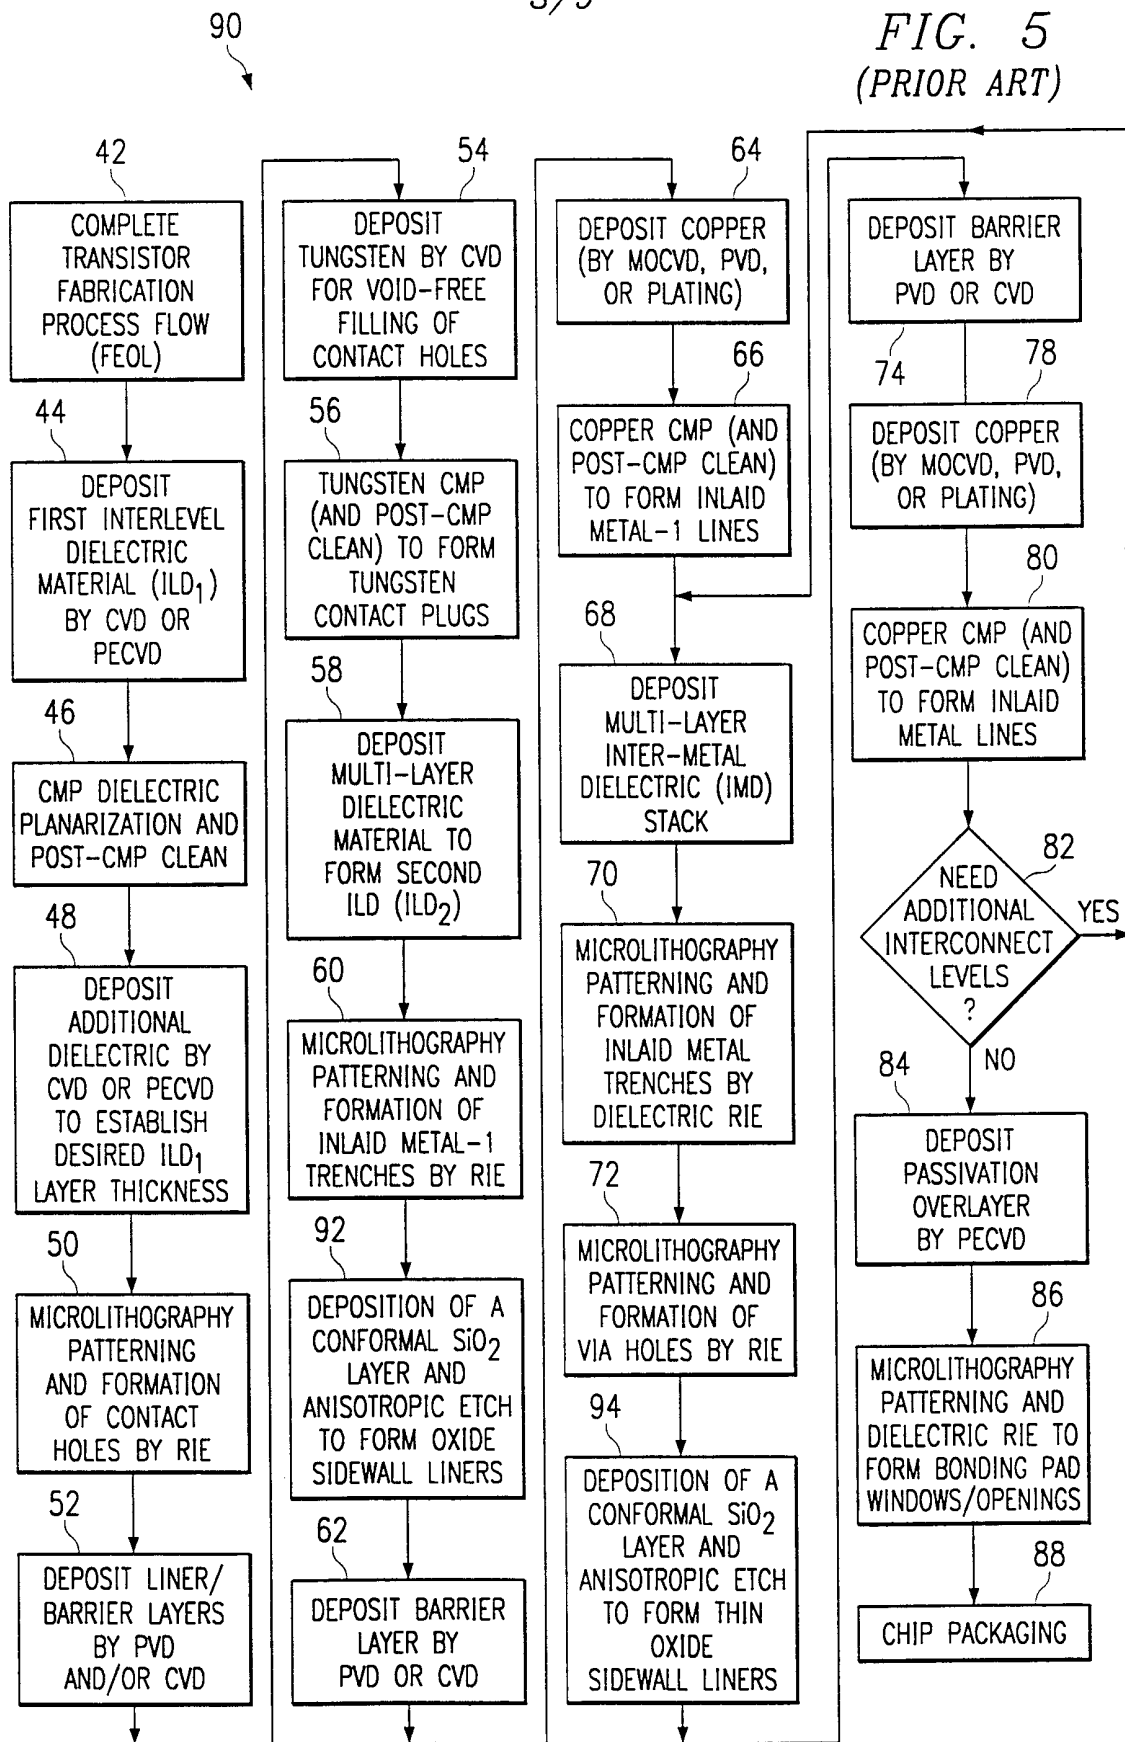 90
FIG. 5
(PRIOR ART)
42
COMPLETE
TRANSISTOR
FABRICATION
PROCESS FLOW
(FEOL)
44
DEPOSIT
FIRST INTERLEVEL
DIELECTRIC
MATERIAL (ILD1)
BY CVD OR
PECVD
46
CMP DIELECTRIC
PLANARIZATION AND
POST-CMP CLEAN
48
DEPOSIT
ADDITIONAL
DIELECTRIC BY
CVD OR PECVD
TO ESTABLISH
DESIRED ILD1
LAYER THICKNESS
50
MICROLITHOGRAPHY
PATTERNING
AND FORMATION
OF CONTACT
HOLES BY RIE
52
DEPOSIT LINER/
BARRIER LAYERS
BY PVD
AND/OR CVD
54
DEPOSIT
TUNGSTEN BY CVD
FOR VOID-FREE
FILLING OF
CONTACT HOLES
56
TUNGSTEN CMP
(AND POST-CMP
CLEAN) TO FORM
TUNGSTEN
CONTACT PLUGS
58
DEPOSIT
MULTI-LAYER
DIELECTRIC
MATERIAL TO
FORM SECOND
ILD (ILD2)
60
MICROLITHOGRAPHY
PATTERNING AND
FORMATION OF
INLAID METAL-1
TRENCHES BY RIE
92
DEPOSITION OF A
CONFORMAL SiO2
LAYER AND
ANISOTROPIC ETCH
TO FORM OXIDE
SIDEWALL LINERS
62
DEPOSIT BARRIER
LAYER BY
PVD OR CVD
64
DEPOSIT COPPER
(BY MOCVD, PVD,
OR PLATING)
66
COPPER CMP (AND
POST-CMP CLEAN)
TO FORM INLAID
METAL-1 LINES
68
DEPOSIT
MULTI-LAYER
INTER-METAL
DIELECTRIC (IMD)
STACK
70
MICROLITHOGRAPHY
PATTERNING AND
FORMATION OF
INLAID METAL
TRENCHES BY
DIELECTRIC RIE
72
MICROLITHOGRAPHY
PATTERNING AND
FORMATION OF
VIA HOLES BY RIE
94
DEPOSITION OF A
CONFORMAL SiO2
LAYER AND
ANISOTROPIC ETCH
TO FORM THIN
OXIDE
SIDEWALL LINERS
DEPOSIT BARRIER
LAYER BY
PVD OR CVD
74
78
DEPOSIT COPPER
(BY MOCVD, PVD,
OR PLATING)
80
COPPER CMP (AND
POST-CMP CLEAN)
TO FORM INLAID
METAL LINES
82
NEED
ADDITIONAL
INTERCONNECT
LEVELS
?
YES
NO
84
DEPOSIT
PASSIVATION
OVERLAYER
BY PECVD
86
MICROLITHOGRAPHY
PATTERNING AND
DIELECTRIC RIE TO
FORM BONDING PAD
WINDOWS/OPENINGS
88
CHIP PACKAGING